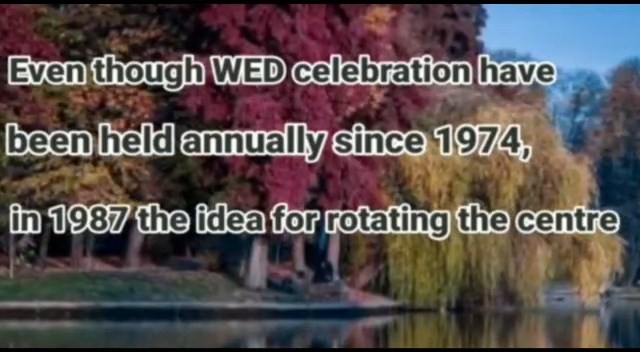 Even though WED celebration have
been held annually since 1974,
in 1987 the idea for rotating the centre